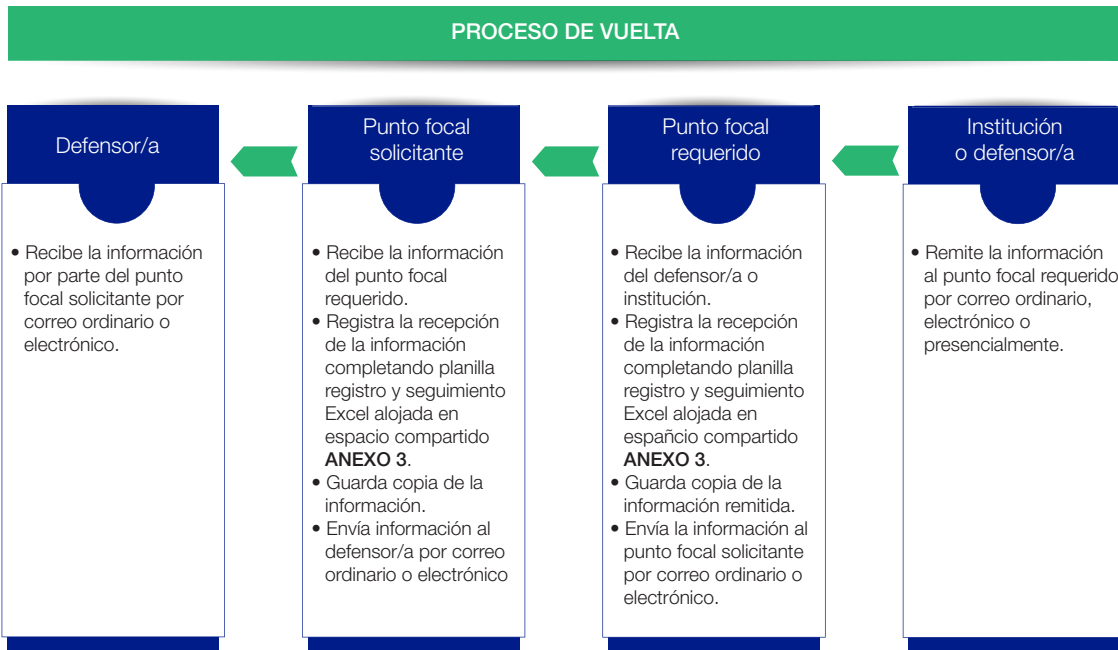 PROCESO DE VUELTA
Defensor/a
• Recibe la información
por parte del punto
focal solicitante por
correo ordinario o
electrónico.
Punto focal
solicitante
• Recibe la información
del punto focal
requerido.
• Registra la recepción
de la información
completando planilla
registro y seguimiento
Excel alojada en
espacio compartido
ANEXO 3.
• Guarda copia de la
información.
• Envía información al
defensor/a por correo
ordinario o electrónico
Punto focal
requerido
• Recibe la información
del defensor/a o
institución.
• Registra la recepción
de la información
completando planilla
registro y seguimiento
Excel alojada en
españcio compartido
ANEXO 3.
• Guarda copia de la
información remitida.
• Envía la información al
punto focal solicitante
por correo ordinario o
electrónico.
Institución
o defensor/a
• Remite la información
al punto focal requerido
por correo ordinario,
electrónico o
presencialmente.